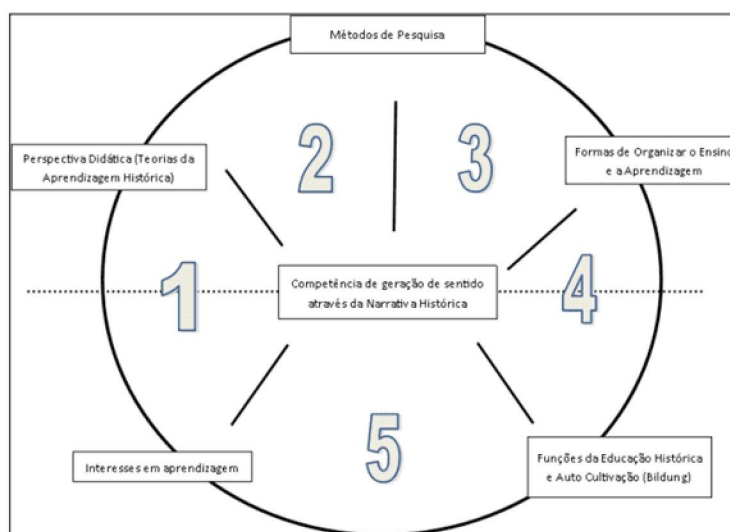 Métodos de Pesquisa
2
3
Perspectiva Didática (Teorias da
Aprendizagem Histórica)
Formas de Organizar o Ensino
e a Aprendizagem
1
Competência de geração de sentido
através da Narrativa Histórica
4
5
Interesses em aprendizagem
Funções da Educação Histórica
e Auto Cultivação (Bildung)